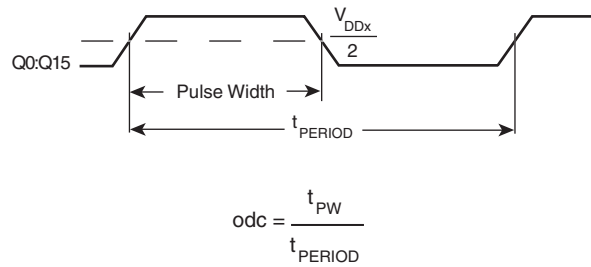 V_DDx
2
Q0:Q15
Pulse Width
t_PERIOD
odc = t_PW
t_PERIOD